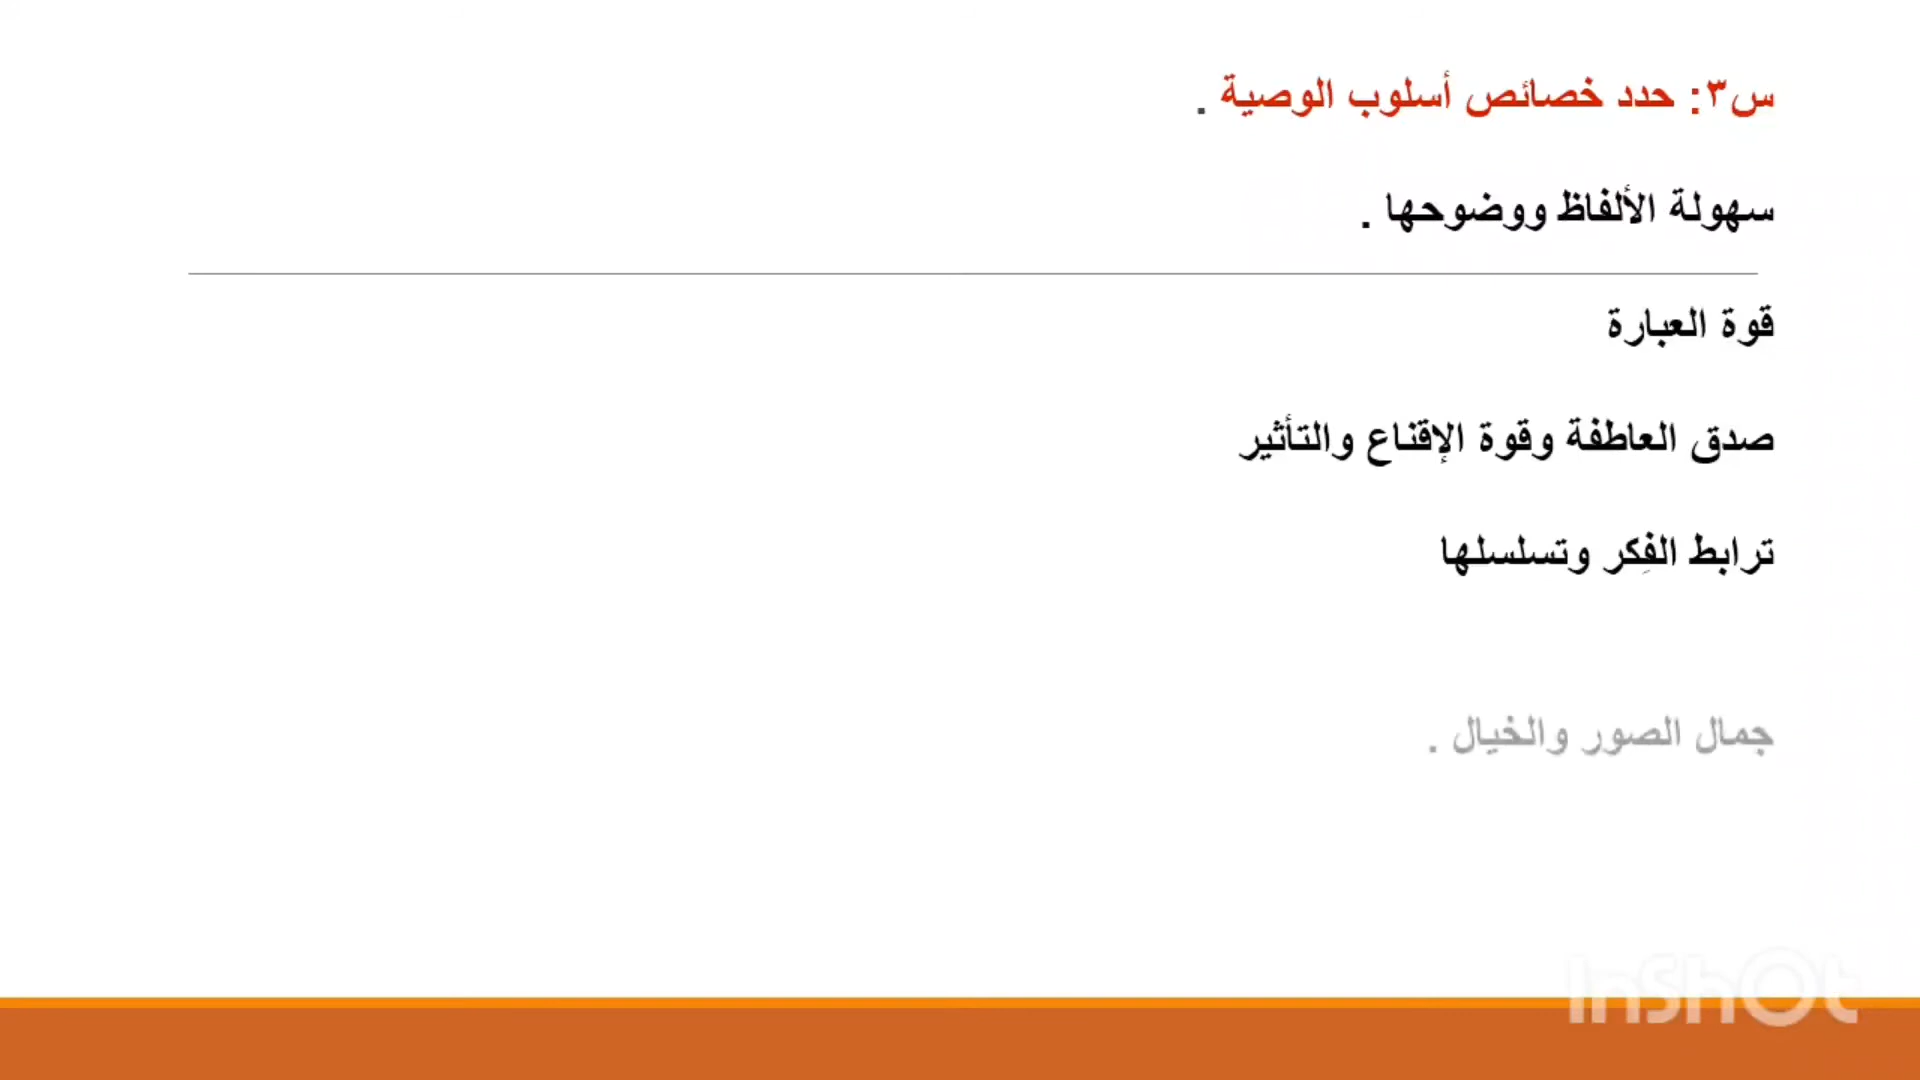 س٣: حدد خصائص أسلوب الوصية .
سهولة الألفاظ ووضوحها .
قوة العبارة
صدق العاطفة وقوة الإقناع والتأثير
ترابط الفِكر وتسلسلها
جمال الصور والخيال .
InShOt